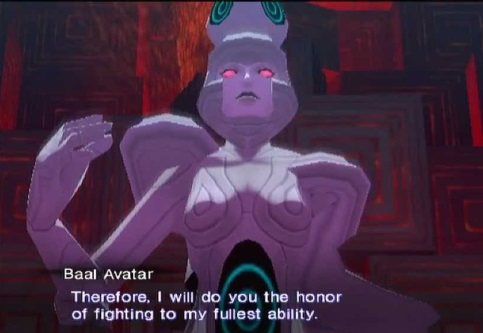 Baal Avatar
Therefore, I will do you the honor
of fighting to my fullest ability.